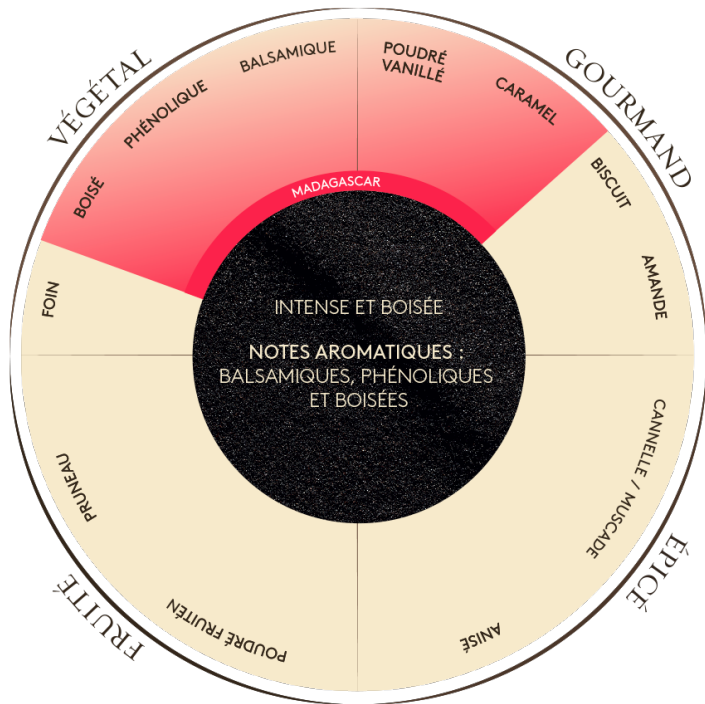 VÉGÉTAL
GOURMAND
BALSAMIQUE
POUDRÉ
VANILLÉ
PHÉNOLIQUE
CARAMEL
BOISÉ
BISCUIT
MADAGASCAR
FOIN
AMANDE
INTENSE ET BOISÉE
NOTES AROMATIQUES :
BALSAMIQUES, PHÉNOLIQUES
ET BOISÉES
PRUNEAU
CANNELLE / MUSCADE
POUDRÉ FRUITÉN
ANISÉ
FRUITÉ
ÉPICÉ